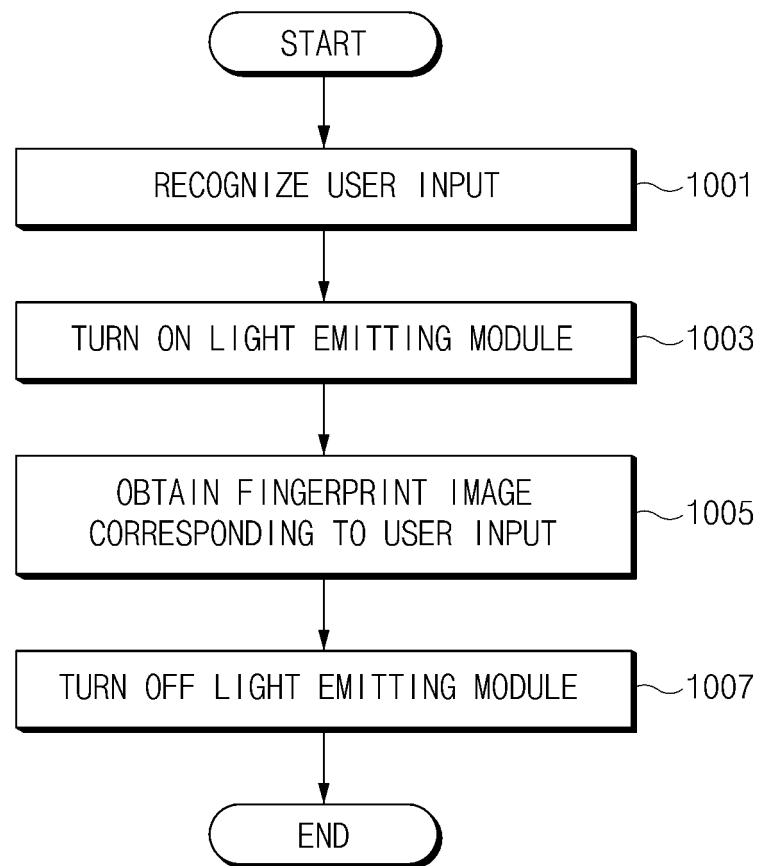 START
RECOGNIZE USER INPUT
1001
TURN ON LIGHT EMITTING MODULE
1003
OBTAIN FINGERPRINT IMAGE
CORRESPONDING TO USER INPUT
1005
TURN OFF LIGHT EMITTING MODULE
1007
END